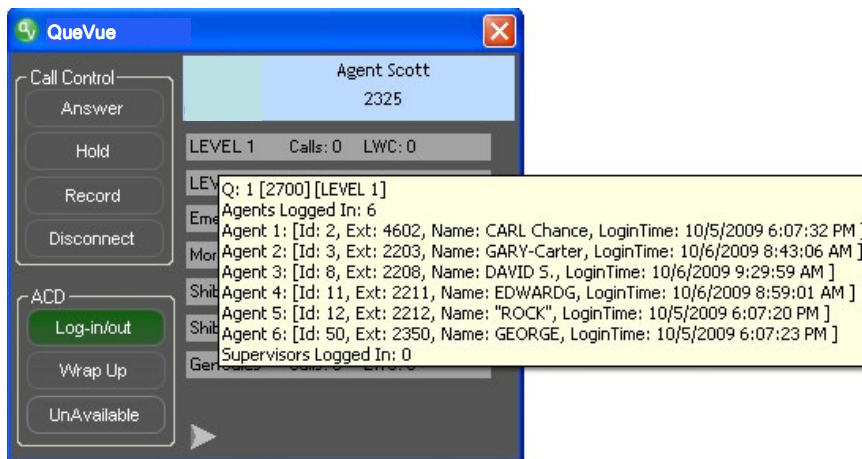 QueVue
Call Control
Answer
Hold
Record
Disconnect
ACD
Log-in/out
Wrap Up
UnAvailable
Agent Scott
2325
LEVEL 1 Calls: 0 LWC: 0
Q: 1 [2700] [LEVEL 1]
Agents Logged In: 6
Agent 1: [Id: 2, Ext: 4602, Name: CARL Chance, LoginTime: 10/5/2009 6:07:32 PM ]
Agent 2: [Id: 3, Ext: 2203, Name: GARY-Carter, LoginTime: 10/6/2009 8:43:06 AM ]
Agent 3: [Id: 8, Ext: 2208, Name: DAVID S., LoginTime: 10/6/2009 9:29:59 AM ]
Agent 4: [Id: 11, Ext: 2211, Name: EDWARDG, LoginTime: 10/6/2009 8:59:01 AM ]
Agent 5: [Id: 12, Ext: 2212, Name: "ROCK", LoginTime: 10/5/2009 6:07:20 PM ]
Agent 6: [Id: 50, Ext: 2350, Name: GEORGE, LoginTime: 10/5/2009 6:07:23 PM ]
Supervisors Logged In: 0